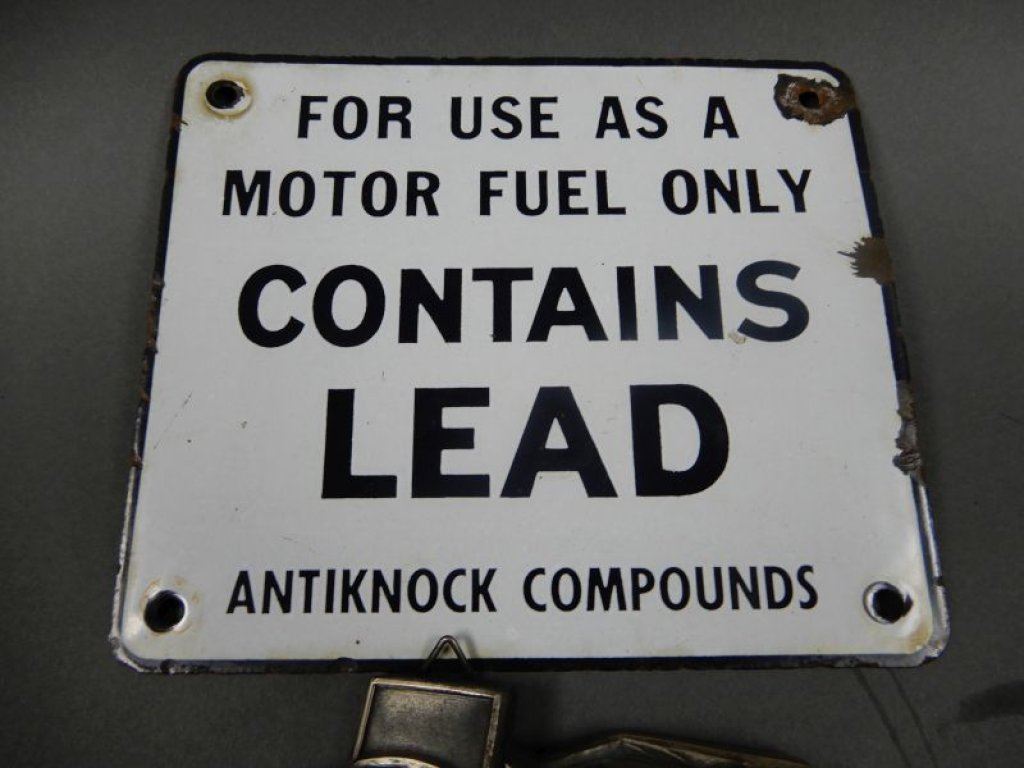 FOR USE AS A
MOTOR FUEL ONLY
CONTAINS
LEAD
ANTIKNOCK COMPOUNDS